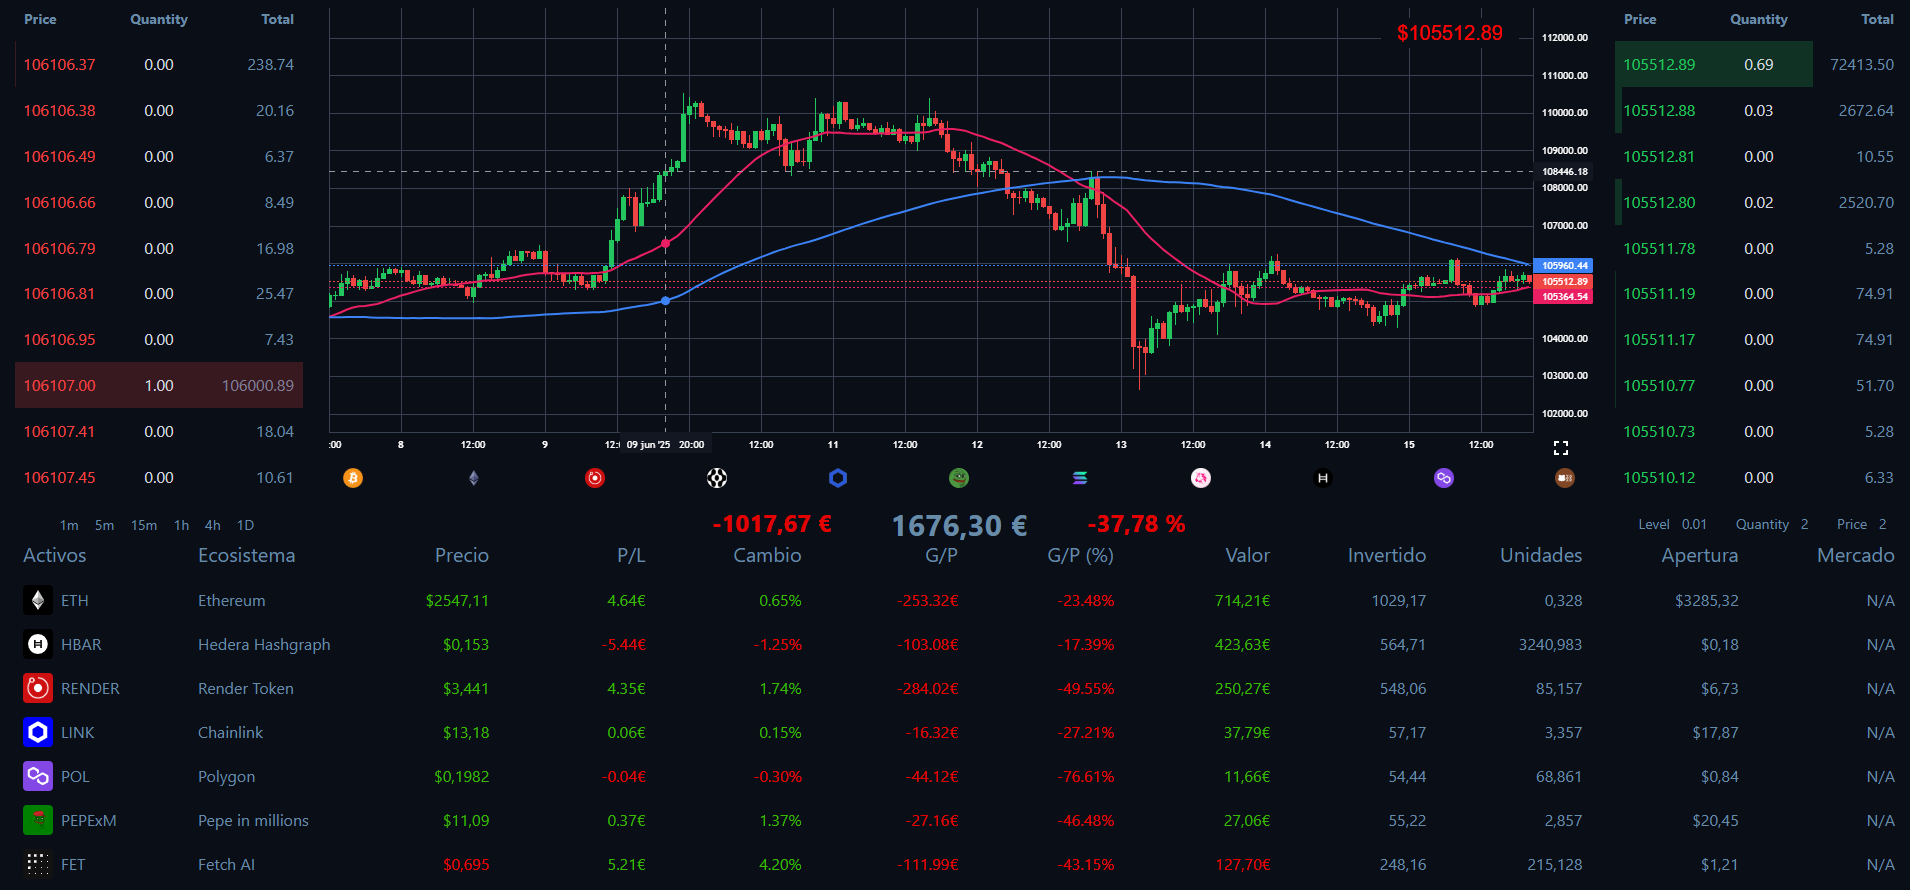 Price Quantity Total
106106.37 0.00 238.74
106106.38 0.00 20.16
106106.49 0.00 6.37
106106.66 0.00 8.49
106106.79 0.00 16.98
106106.81 0.00 25.47
106106.95 0.00 7.43
106107.00 1.00 106000.89
106107.41 0.00 18.04
106107.45 0.00 10.61
$105512.89
112000.00
111000.00
110000.00
109000.00
108446.18
108000.00
107000.00
105960.44
105512.89
105364.54
104000.00
103000.00
102000.00
:00 8 12:00 9 12: 09 jun '25 20:00 12:00 11 12:00 12 12:00 13 12:00 14 12:00 15 12:00
Price Quantity Total
105512.89 0.69 72413.50
105512.88 0.03 2672.64
105512.81 0.00 10.55
105512.80 0.02 2520.70
105511.78 0.00 5.28
105511.19 0.00 74.91
105511.17 0.00 74.91
105510.77 0.00 51.70
105510.73 0.00 5.28
105510.12 0.00 6.33
1m 5m 15m 1h 4h 1D
-1017,67 € 1676,30 € -37,78 %
Level 0.01 Quantity 2 Price 2
Activos Ecosistema Precio P/L Cambio G/P G/P (%) Valor Invertido Unidades Apertura Mercado
ETH Ethereum $2547,11 4.64€ 0.65% -253.32€ -23.48% 714,21€ 1029,17 0,328 $3285,32 N/A
HBAR Hedera Hashgraph $0,153 -5.44€ -1.25% -103.08€ -17.39% 423,63€ 564,71 3240,983 $0,18 N/A
RENDER Render Token $3,441 4.35€ 1.74% -284.02€ -49.55% 250,27€ 548,06 85,157 $6,73 N/A
LINK Chainlink $13,18 0.06€ 0.15% -16.32€ -27.21% 37,79€ 57,17 3,357 $17,87 N/A
POL Polygon $0,1982 -0.04€ -0.30% -44.12€ -76.61% 11,66€ 54,44 68,861 $0,84 N/A
PEPExM Pepe in millions $11,09 0.37€ 1.37% -27.16€ -46.48% 27,06€ 55,22 2,857 $20,45 N/A
FET Fetch AI $0,695 5.21€ 4.20% -111.99€ -43.15% 127,70€ 248,16 215,128 $1,21 N/A